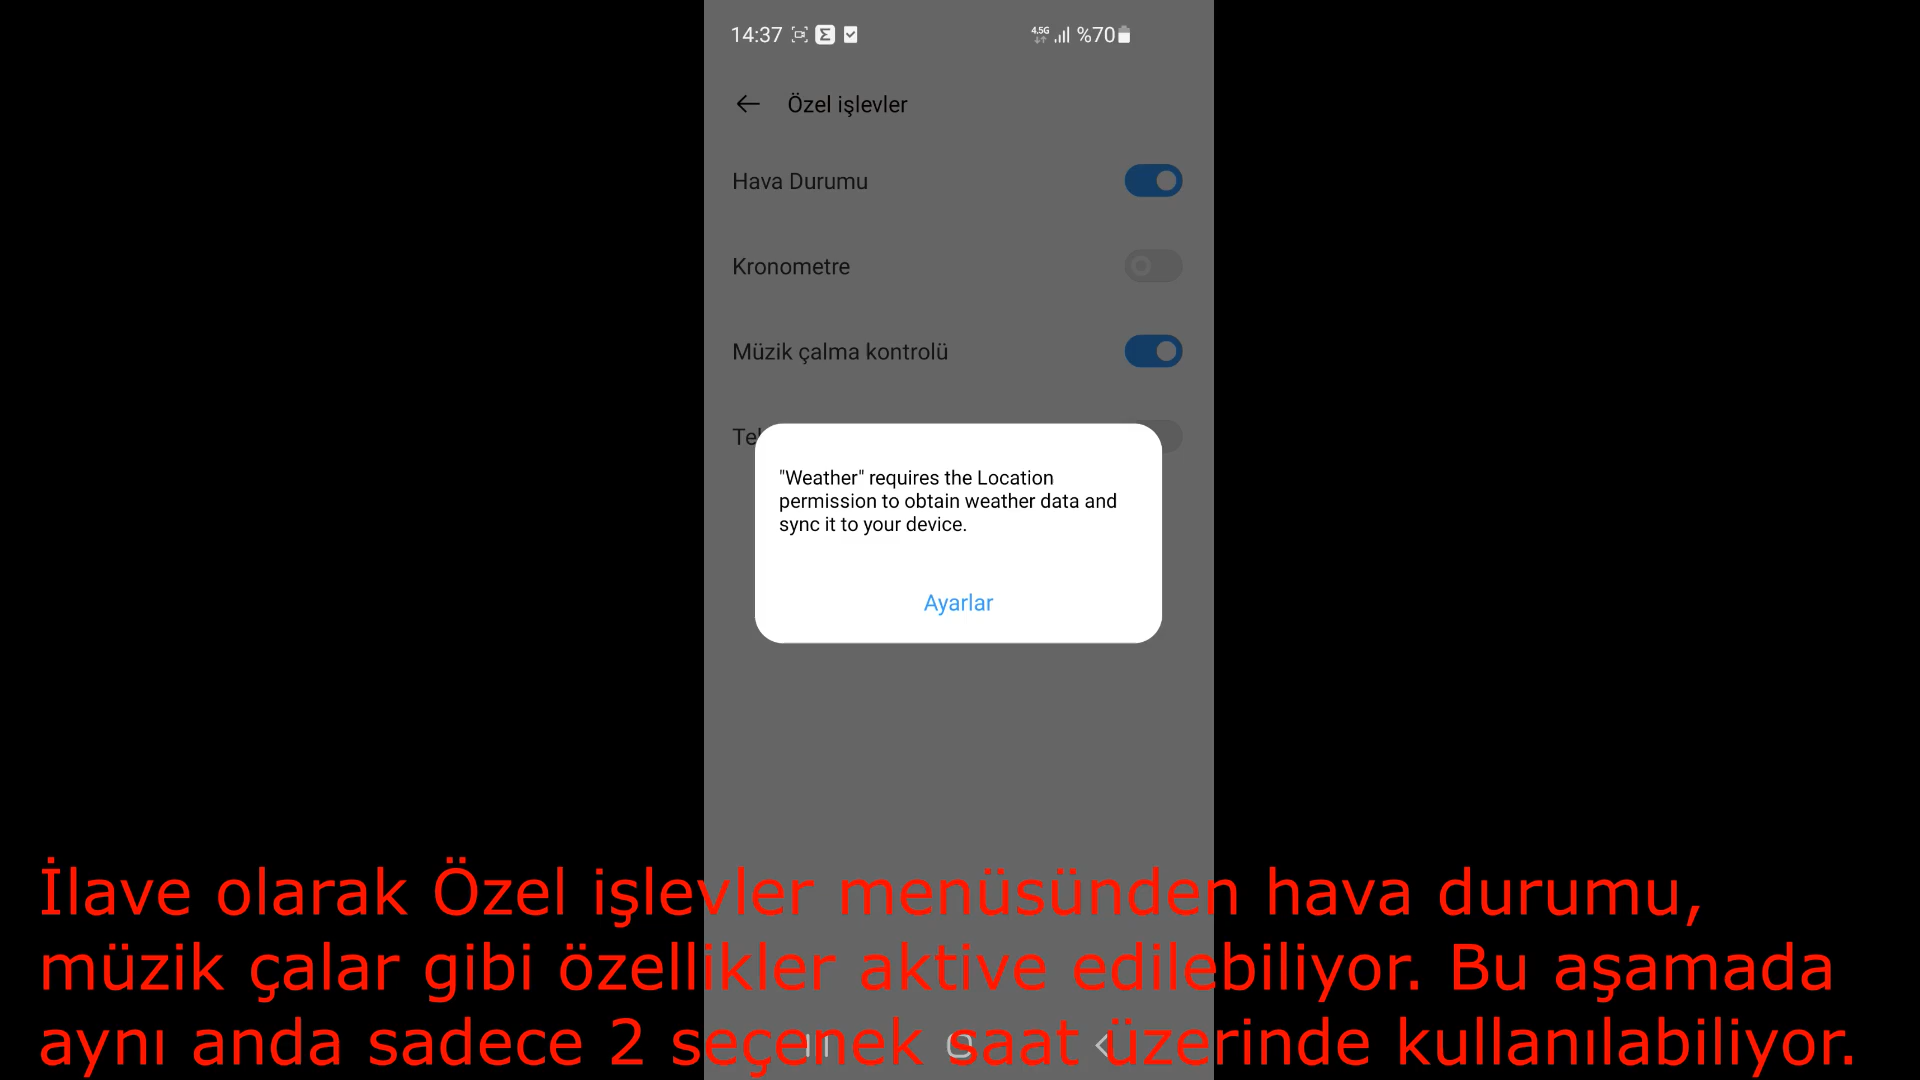 14:37
4.5G %70
Özel işlevler
Hava Durumu
Kronometre
Müzik çalma kontrolü
"Weather" requires the Location
permission to obtain weather data and
sync it to your device.
Ayarlar
İlave olarak Özel işlevler menüsünden hava durumu,
müzik çalar gibi özellikler aktive edilebiliyor. Bu aşamada
aynı anda sadece 2 seçenek saat üzerinde kullanılabiliyor.